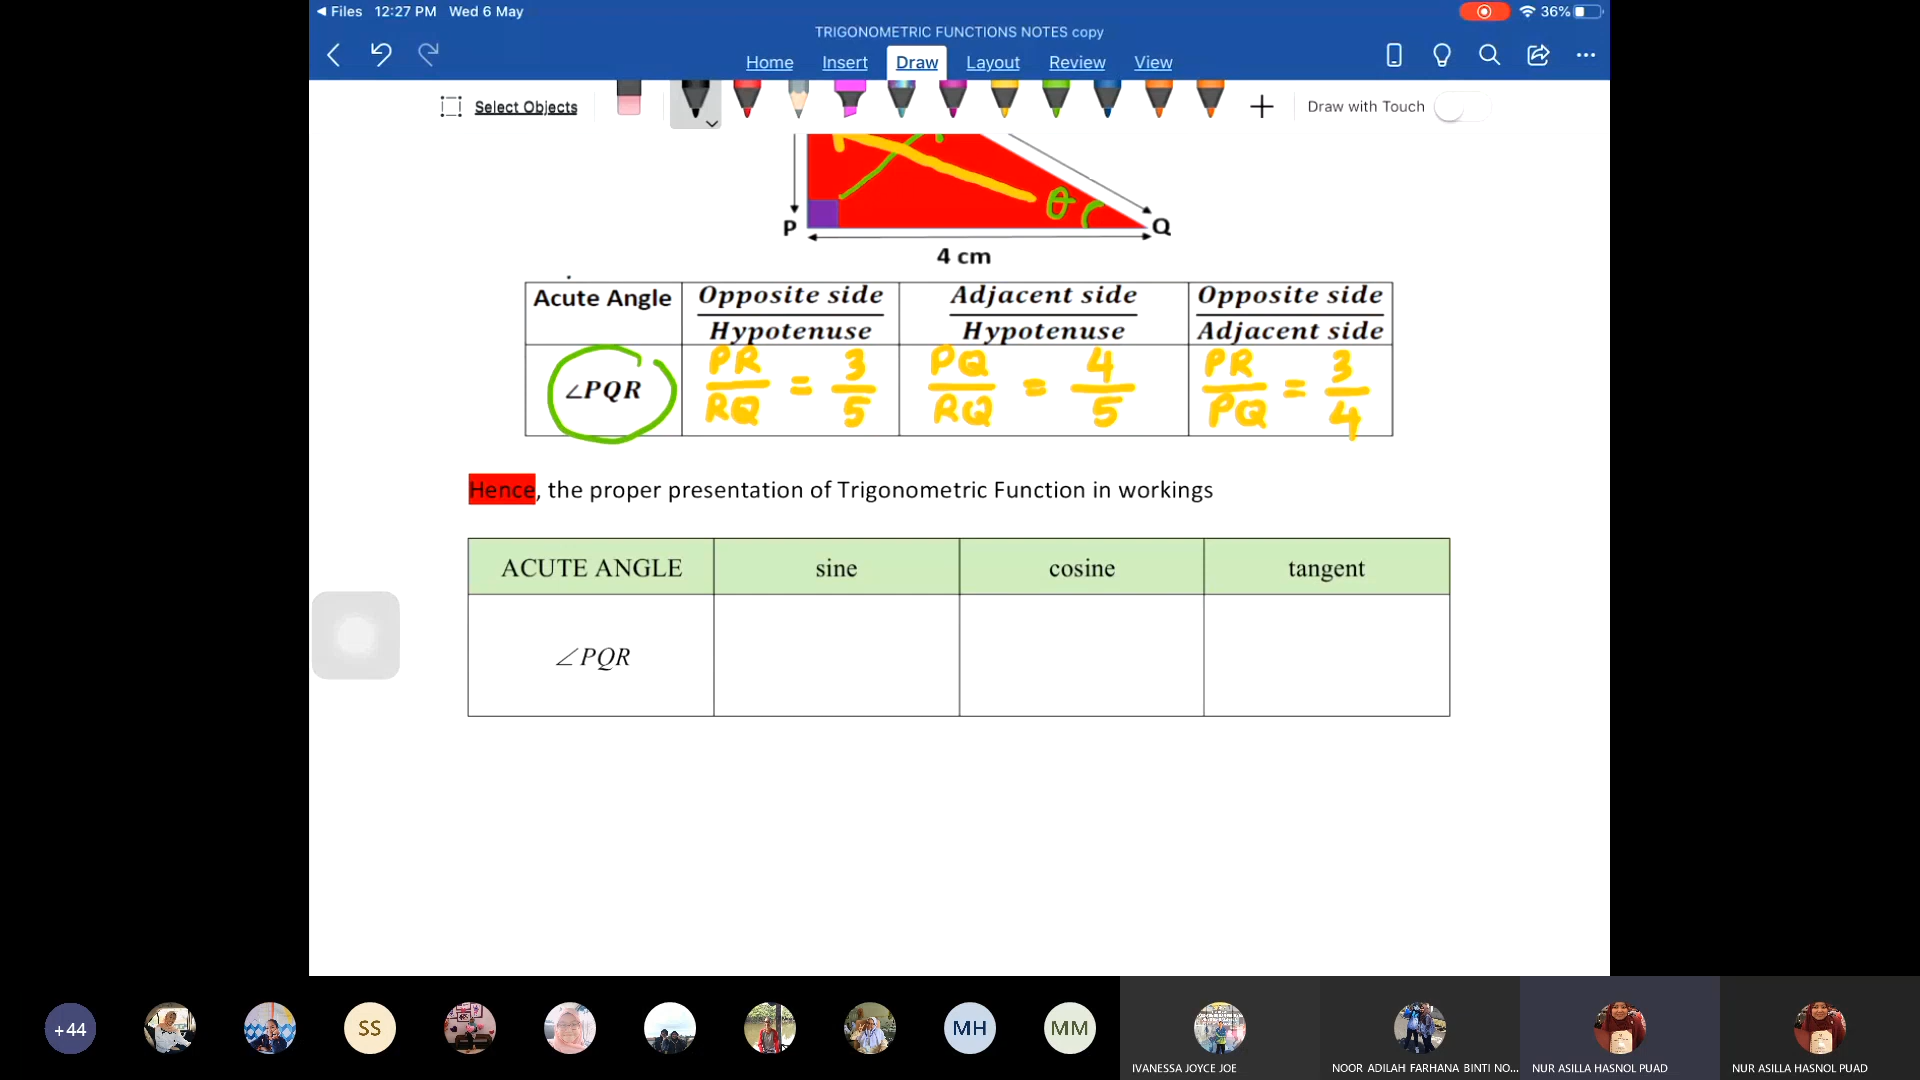 Files 12:27 PM Wed 6 May 36%
TRIGONOMETRIC FUNCTIONS NOTES copy
Home Insert Draw Layout Review View
Select Objects Draw with Touch
θ
P Q
4 cm
Acute Angle Opposite side / Hypotenuse Adjacent side / Hypotenuse Opposite side / Adjacent side
∠PQR PR / RQ = 3 / 5 PQ / RQ = 4 / 5 PR / PQ = 3 / 4
Hence, the proper presentation of Trigonometric Function in workings
ACUTE ANGLE sine cosine tangent
∠PQR
+44 SS MH MM
IVANESSA JOYCE JOE NOOR ADILAH FARHANA BINTI NO... NUR ASILLA HASNOL PUAD NUR ASILLA HASNOL PUAD